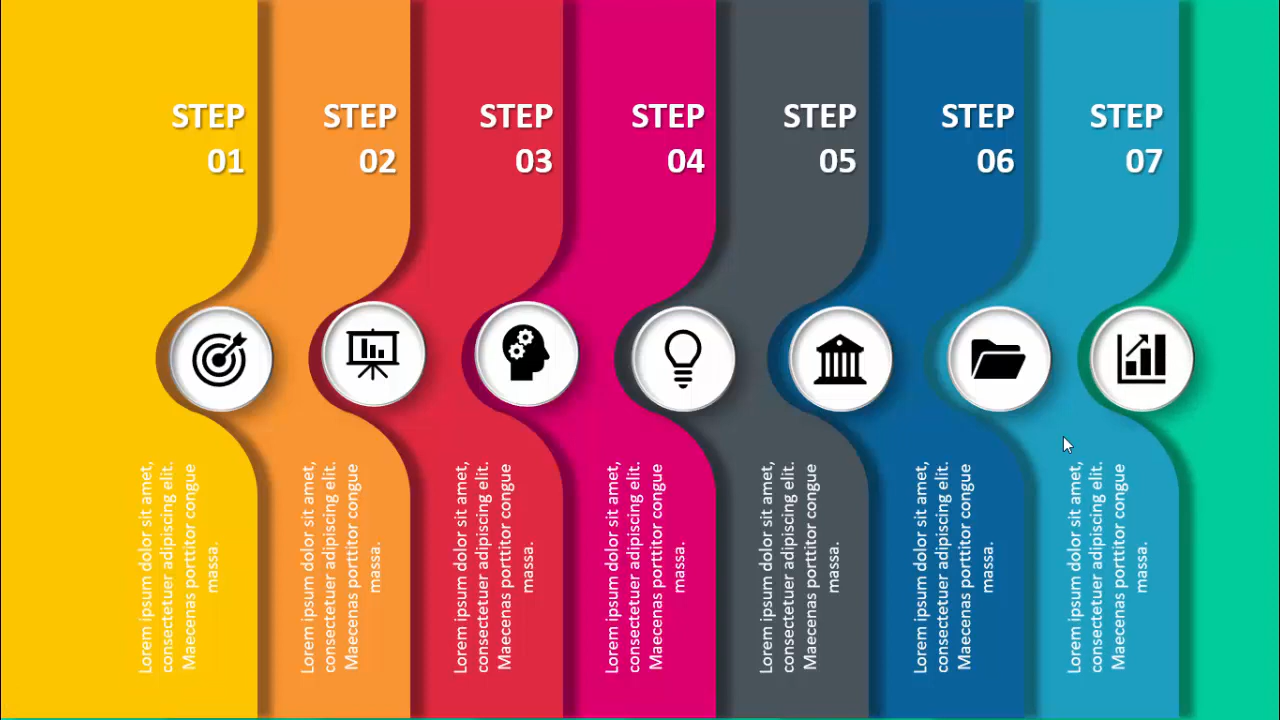 STEP
01
STEP
02
STEP
03
STEP
04
STEP
05
STEP
06
STEP
07
Lorem ipsum dolor sit amet,
consectetuer adipiscing elit.
Maecenas porttitor congue
massa.
Lorem ipsum dolor sit amet,
consectetuer adipiscing elit.
Maecenas porttitor congue
massa.
Lorem ipsum dolor sit amet,
consectetuer adipiscing elit.
Maecenas porttitor congue
massa.
Lorem ipsum dolor sit amet,
consectetuer adipiscing elit.
Maecenas porttitor congue
massa.
Lorem ipsum dolor sit amet,
consectetuer adipiscing elit.
Maecenas porttitor congue
massa.
Lorem ipsum dolor sit amet,
consectetuer adipiscing elit.
Maecenas porttitor congue
massa.
Lorem ipsum dolor sit amet,
consectetuer adipiscing elit.
Maecenas porttitor congue
massa.